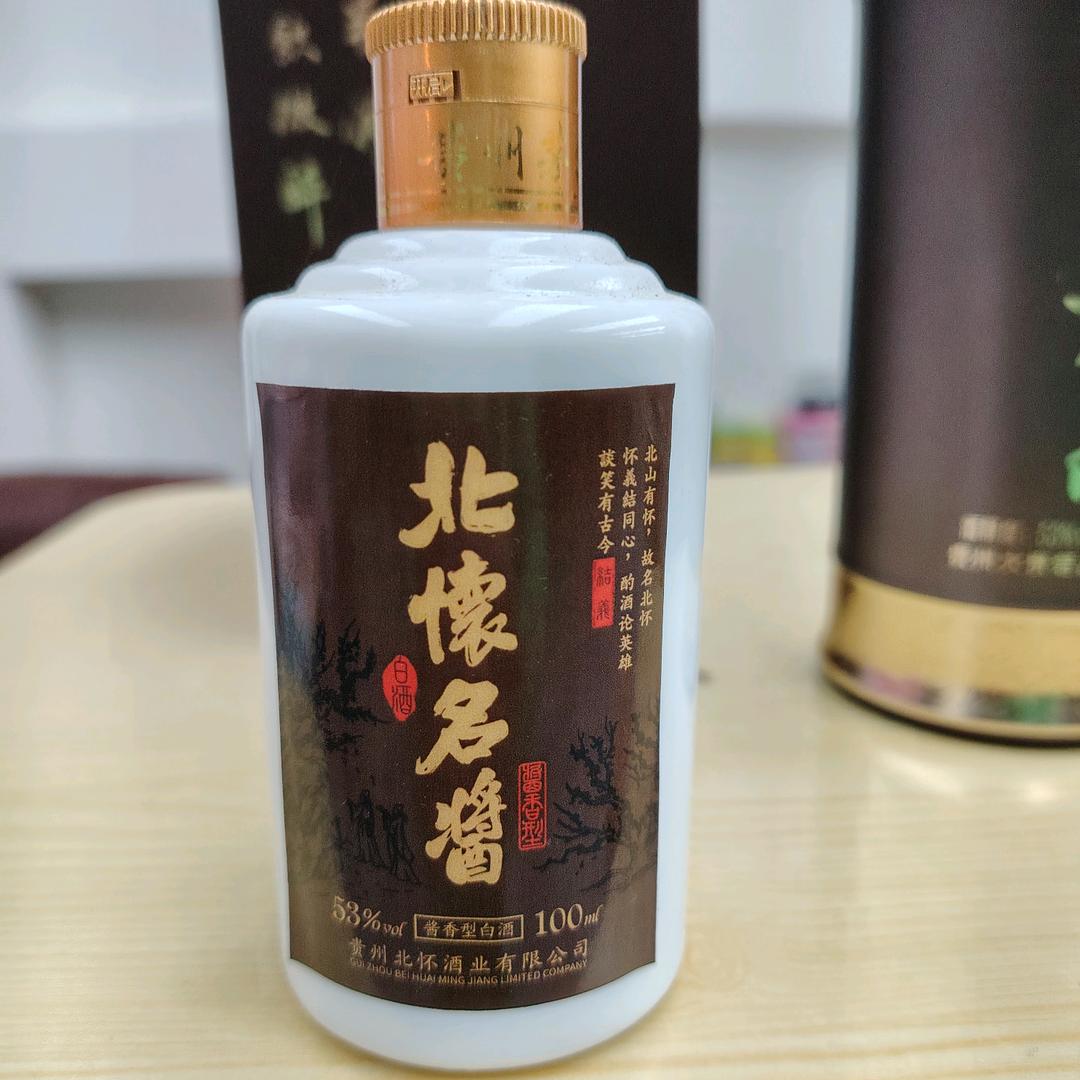 北懷名醬
北山有怀，故名北怀
怀義結同心，酌酒论英雄
談笑有古今
結義
白酒
醬香型
53%vol
酱香型白酒
100ml
贵州北怀酒业有限公司
GUI ZHOU BEI HUAI MING JIANG LIMITED COMPANY